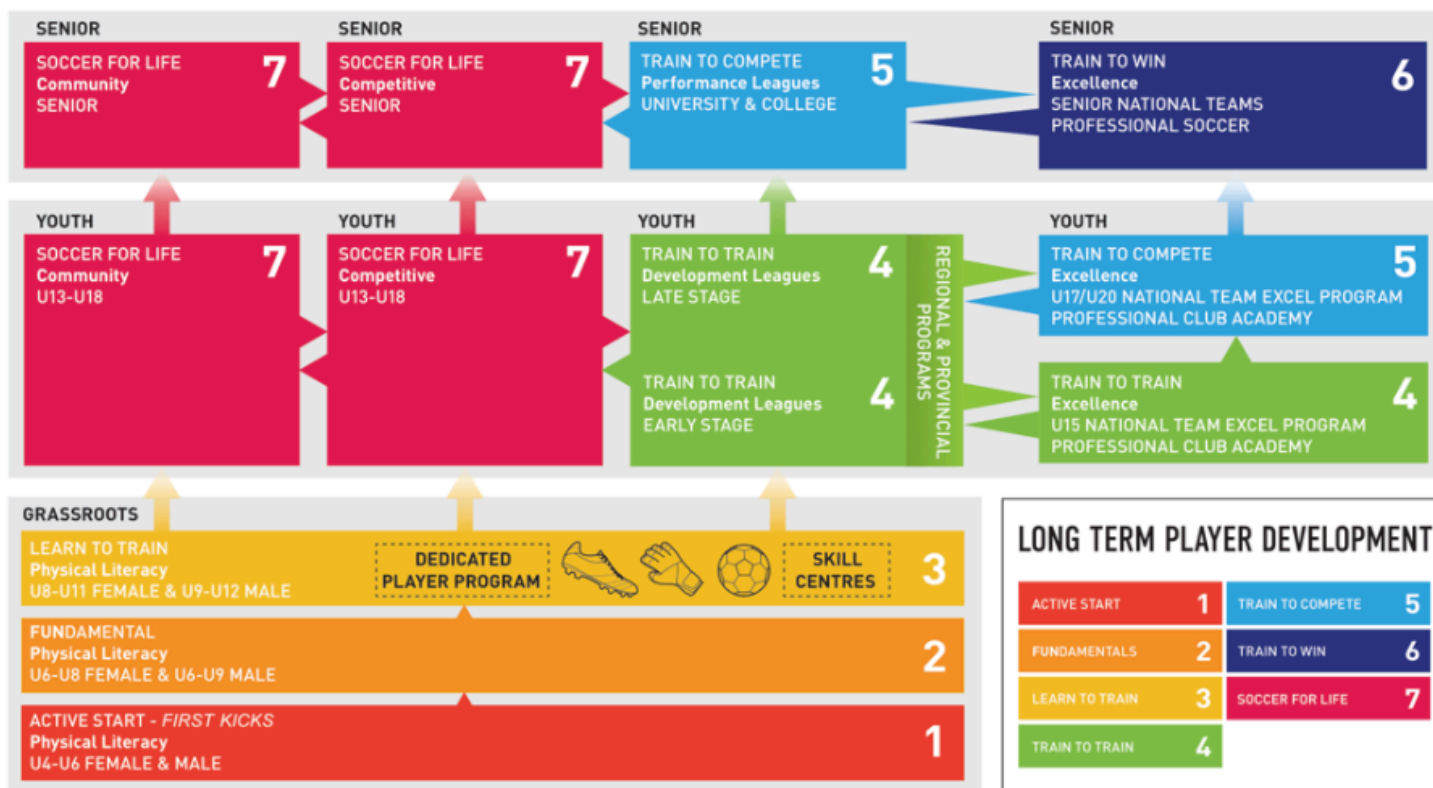 SENIOR
SOCCER FOR LIFE
Community
SENIOR
7
SENIOR
SOCCER FOR LIFE
Competitive
SENIOR
7
SENIOR
TRAIN TO COMPETE
Performance Leagues
UNIVERSITY & COLLEGE
5
SENIOR
TRAIN TO WIN
Excellence
SENIOR NATIONAL TEAMS
PROFESSIONAL SOCCER
6
YOUTH
SOCCER FOR LIFE
Community
U13-U18
7
YOUTH
SOCCER FOR LIFE
Competitive
U13-U18
7
YOUTH
TRAIN TO TRAIN
Development Leagues
LATE STAGE
4
TRAIN TO TRAIN
Development Leagues
EARLY STAGE
4
REGIONAL & PROVINCIAL
PROGRAMS
YOUTH
TRAIN TO COMPETE
Excellence
U17/U20 NATIONAL TEAM EXCEL PROGRAM
PROFESSIONAL CLUB ACADEMY
5
TRAIN TO TRAIN
Excellence
U15 NATIONAL TEAM EXCEL PROGRAM
PROFESSIONAL CLUB ACADEMY
4
GRASSROOTS
LEARN TO TRAIN
Physical Literacy
U8-U11 FEMALE & U9-U12 MALE
DEDICATED
PLAYER PROGRAM
SKILL
CENTRES
3
FUNDAMENTAL
Physical Literacy
U6-U8 FEMALE & U6-U9 MALE
2
ACTIVE START - FIRST KICKS
Physical Literacy
U4-U6 FEMALE & MALE
1
LONG TERM PLAYER DEVELOPMENT
ACTIVE START 1
FUNDAMENTALS 2
LEARN TO TRAIN 3
TRAIN TO TRAIN 4
TRAIN TO COMPETE 5
TRAIN TO WIN 6
SOCCER FOR LIFE 7